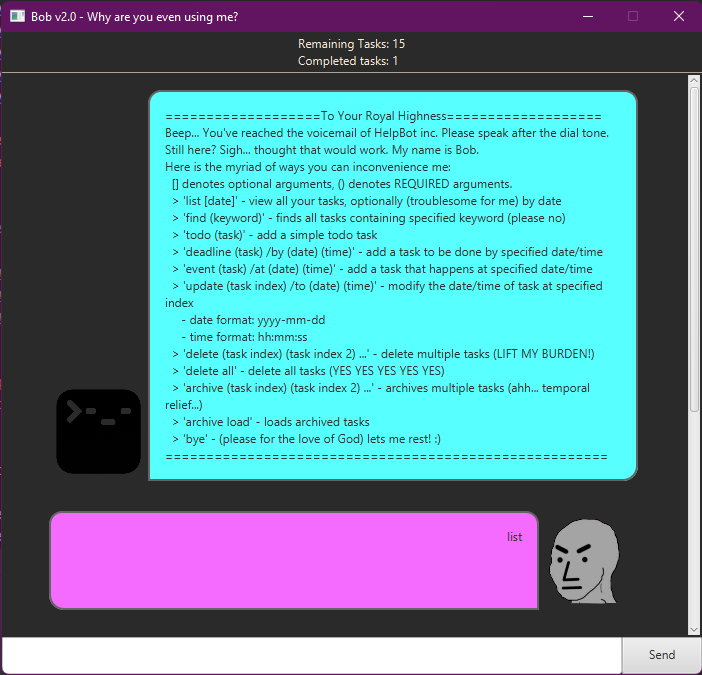 Bob v2.0 - Why are you even using me?
Remaining Tasks: 15
Completed tasks: 1
===================To Your Royal Highness===================
Beep... You've reached the voicemail of HelpBot inc. Please speak after the dial tone.
Still here? Sigh... thought that would work. My name is Bob.
Here is the myriad of ways you can inconvenience me:
[] denotes optional arguments, () denotes REQUIRED arguments.
> 'list [date]' - view all your tasks, optionally (troublesome for me) by date
> 'find (keyword)' - finds all tasks containing specified keyword (please no)
> 'todo (task)' - add a simple todo task
> 'deadline (task) /by (date) (time)' - add a task to be done by specified date/time
> 'event (task) /at (date) (time)' - add a task that happens at specified date/time
> 'update (task index) /to (date) (time)' - modify the date/time of task at specified
index
- date format: yyyy-mm-dd
- time format: hh:mm:ss
> 'delete (task index) (task index 2) ...' - delete multiple tasks (LIFT MY BURDEN!)
> 'delete all' - delete all tasks (YES YES YES YES YES)
> 'archive (task index) (task index 2) ...' - archives multiple tasks (ahh... temporal
relief...)
> 'archive load' - loads archived tasks
> 'bye' - (please for the love of God) lets me rest! :)
======================================================
list
Send